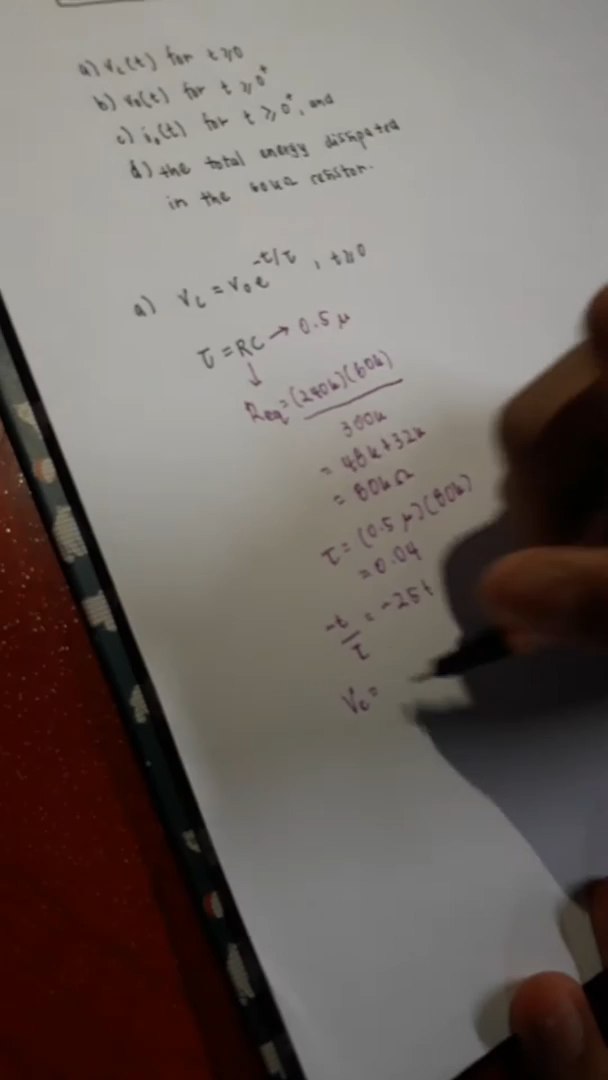 a) Vc(t) for t ≥ 0
b) Vo(t) for t ≥ 0⁺
c) io(t) for t ≥ 0⁺, and
d) the total energy dissipated
in the 60kΩ resistor.
a) Vc = Voe^-t/τ , t ≥ 0
τ = RC → 0.5 μ
↓
Req = (240k)(60k)
300k
= 48k + 32k
= 80kΩ
τ = (0.5 μ)(80k)
= 0.04
-t/τ = -25t
Vc =